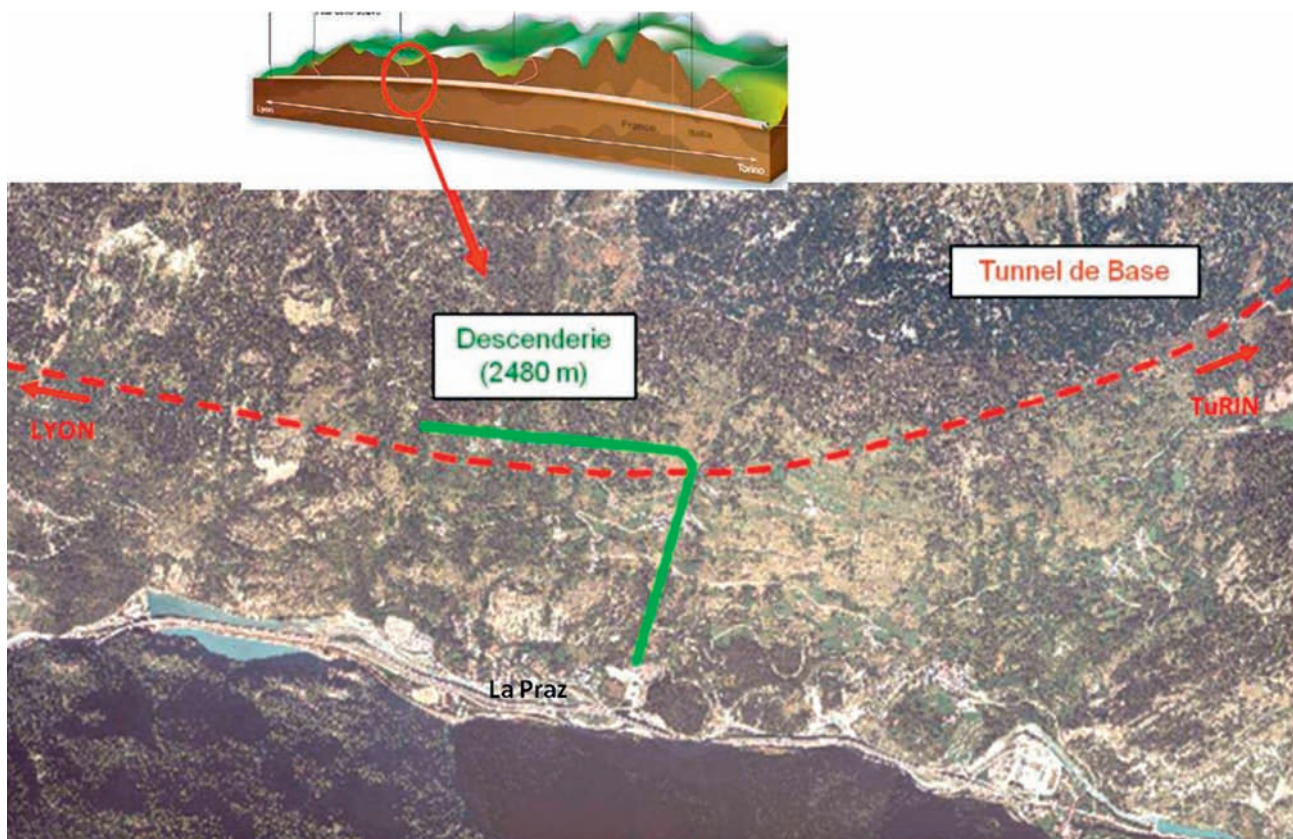 Lyon
France
Italia
Torino
Tunnel de Base
Descenderie
(2480 m)
LYON
TuRIN
La Praz